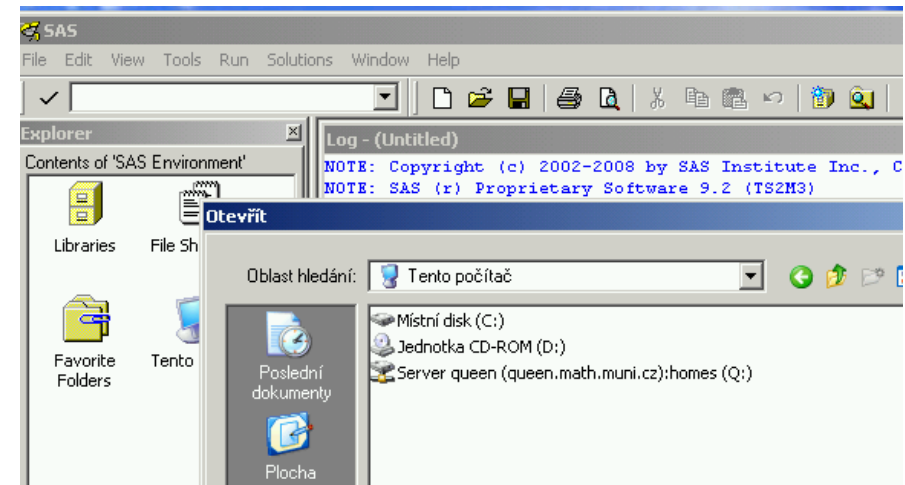 SAS
File Edit View Tools Run Solutions Window Help
Explorer
Contents of 'SAS Environment'
Libraries
File Sh
Favorite
Folders
Tento
Log - (Untitled)
NOTE: Copyright (c) 2002-2008 by SAS Institute Inc., C
NOTE: SAS (r) Proprietary Software 9.2 (TS2M3)
Otevřít
Oblast hledání:
Tento počítač
Poslední
dokumenty
Plocha
Místní disk (C:)
Jednotka CD-ROM (D:)
Server queen (queen.math.muni.cz):homes (Q:)